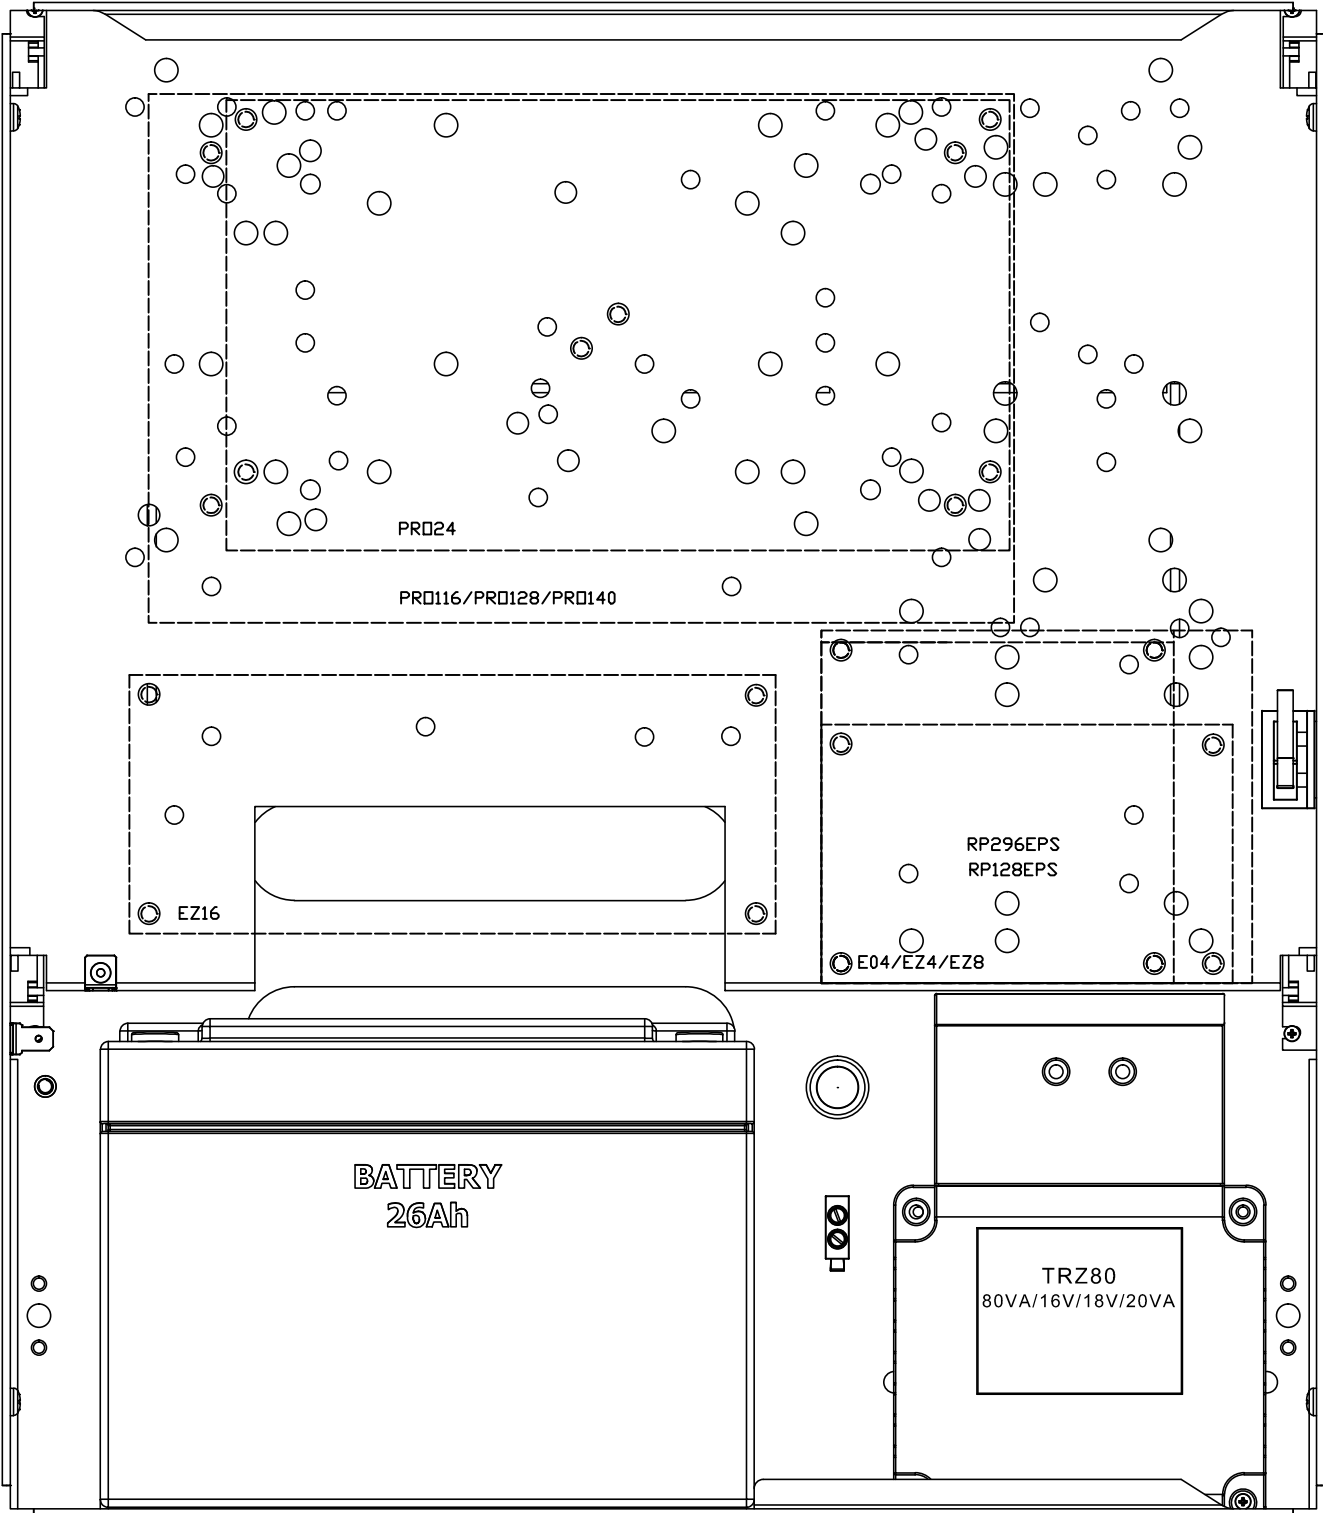 PRO24
PRO116/PRO128/PRO140
RP296EPS
RP128EPS
EZ16
E04/EZ4/EZ8
BATTERY
26Ah
TRZ80
80VA/16V/18V/20VA